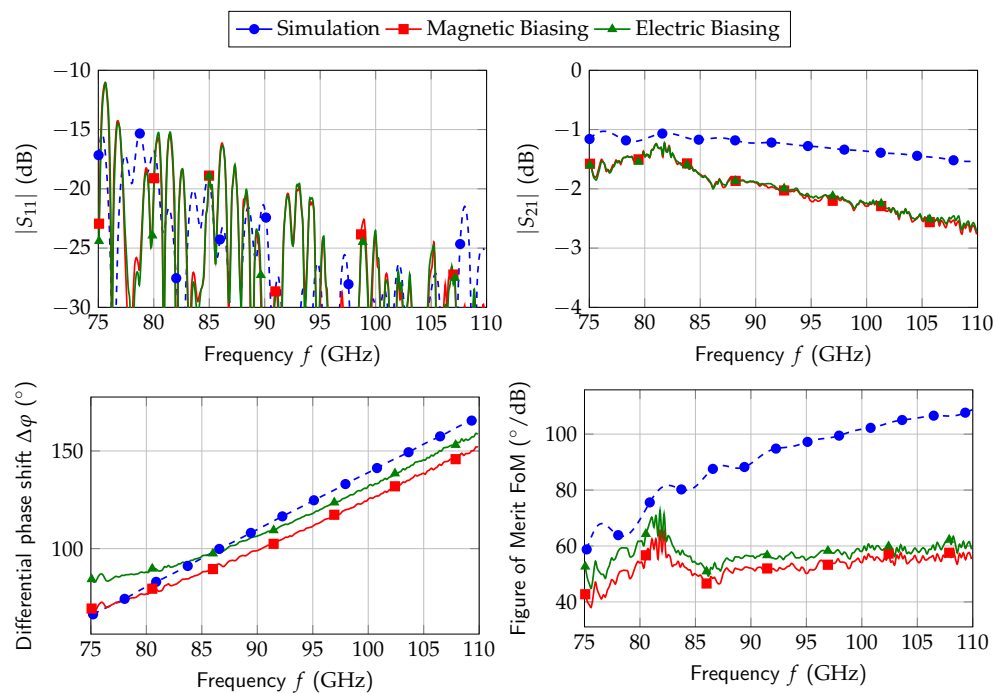 Simulation Magnetic Biasing Electric Biasing
−10
−15
−20
−25
−30
75 80 85 90 95 100 105 110
|S11| (dB)
Frequency f (GHz)
0
−1
−2
−3
−4
75 80 85 90 95 100 105 110
|S21| (dB)
Frequency f (GHz)
150
100
75 80 85 90 95 100 105 110
Differential phase shift Δφ (°)
Frequency f (GHz)
100
80
60
40
75 80 85 90 95 100 105 110
Figure of Merit FoM (°/dB)
Frequency f (GHz)